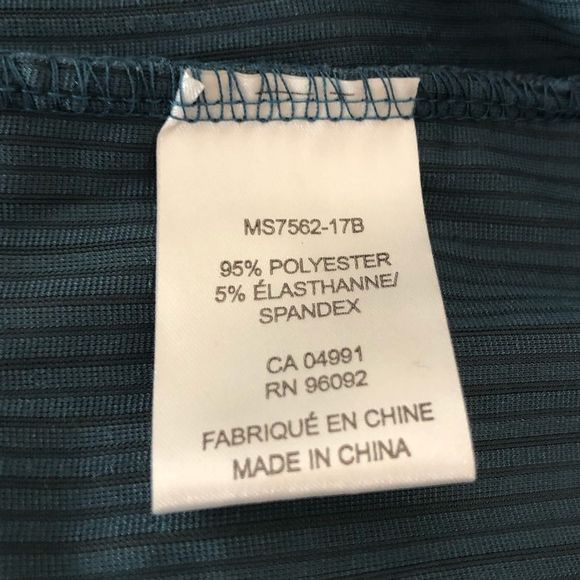 MS7562-17B
95% POLYESTER
5% ÉLASTHANNE/
SPANDEX
CA 04991
RN 96092
FABRIQUÉ EN CHINE
MADE IN CHINA